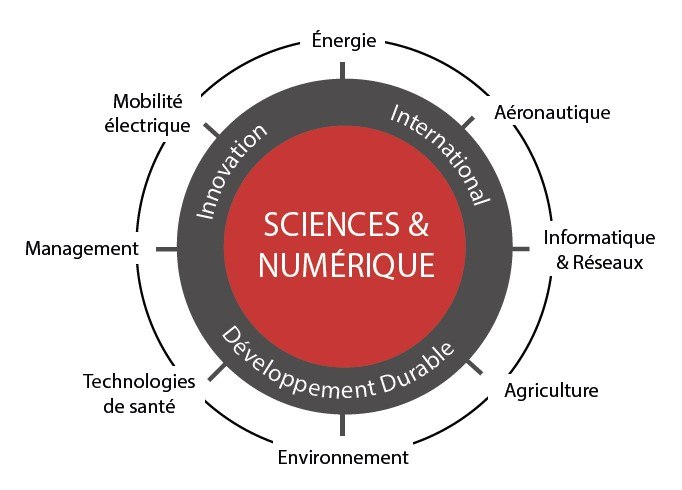 Énergie
Mobilité
électrique
Aéronautique
Innovation
International
SCIENCES &
NUMÉRIQUE
Management
Informatique
& Réseaux
Développement Durable
Technologies
de santé
Agriculture
Environnement